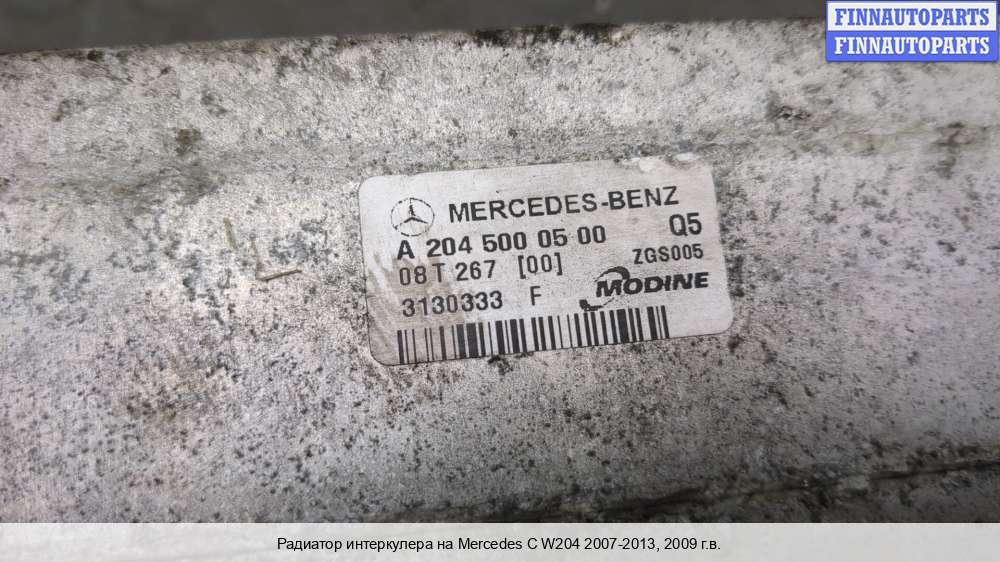 FINNAUTOPARTS
FINNAUTOPARTS
MERCEDES-BENZ
A 204 500 05 00 Q5
08T 267 [00] ZGS005
3130333 F MODINE
Радиатор интеркулера на Mercedes C W204 2007-2013, 2009 г.в.